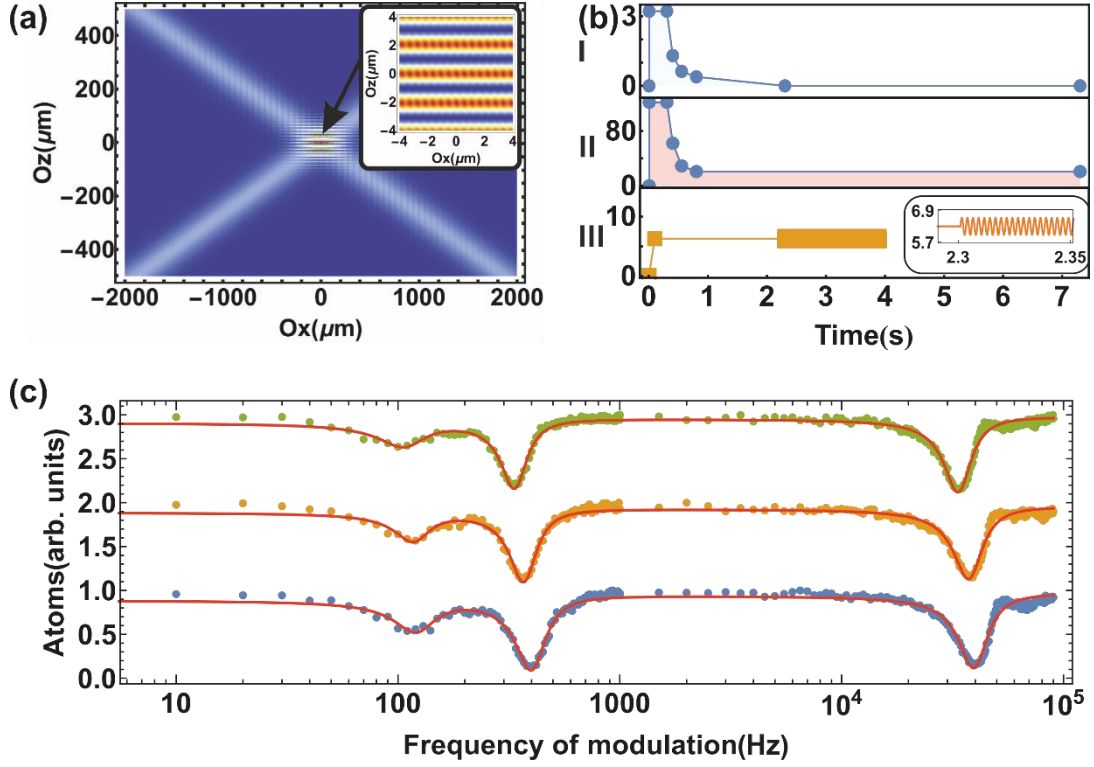 (a)
400
200
0
−200
−400
Oz(μm)
−2000 −1000 0 1000 2000
Ox(μm)
4
2
0
−2
−4
Oz(μm)
−4 −2 0 2 4
Ox(μm)
(b)
3
0
I
80
0
II
10
0
III
6.9
5.7
2.3 2.35
0 1 2 3 4 5 6 7
Time(s)
(c)
3.0
2.5
2.0
1.5
1.0
0.5
0.0
Atoms(arb. units)
10 100 1000 10⁴ 10⁵
Frequency of modulation(Hz)